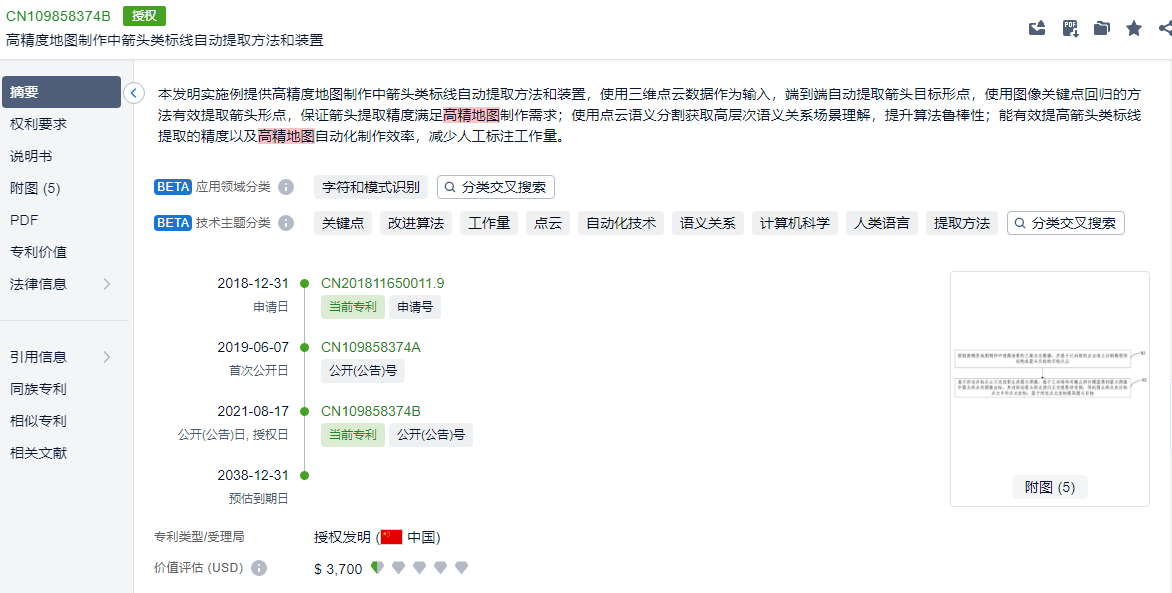 CN109858374B 授权
高精度地图制作中箭头类标线自动提取方法和装置
PDF
摘要
权利要求
说明书
附图 (5)
PDF
专利价值
法律信息
引用信息
同族专利
相似专利
相关文献
本发明实施例提供高精度地图制作中箭头类标线自动提取方法和装置，使用三维点云数据作为输入，端到端自动提取箭头目标形点，使用图像关键点回归的方
法有效提取箭头形点，保证箭头提取精度满足高精地图制作需求；使用点云语义分割获取高层次语义关系场景理解，提升算法鲁棒性；能有效提高箭头类标线
提取的精度以及高精地图自动化制作效率，减少人工标注工作量。
BETA 应用领域分类 字符和模式识别 分类交叉搜索
BETA 技术主题分类 关键点 改进算法 工作量 点云 自动化技术 语义关系 计算机科学 人类语言 提取方法 分类交叉搜索
2018-12-31 CN201811650011.9
申请日 当前专利 申请号
2019-06-07 CN109858374A
首次公开日 公开(公告)号
2021-08-17 CN109858374B
公开(公告)日, 授权日 当前专利 公开(公告)号
2038-12-31
预估到期日
附图 (5)
专利类型/受理局 授权发明 ( 中国)
价值评估 (USD) $ 3,700